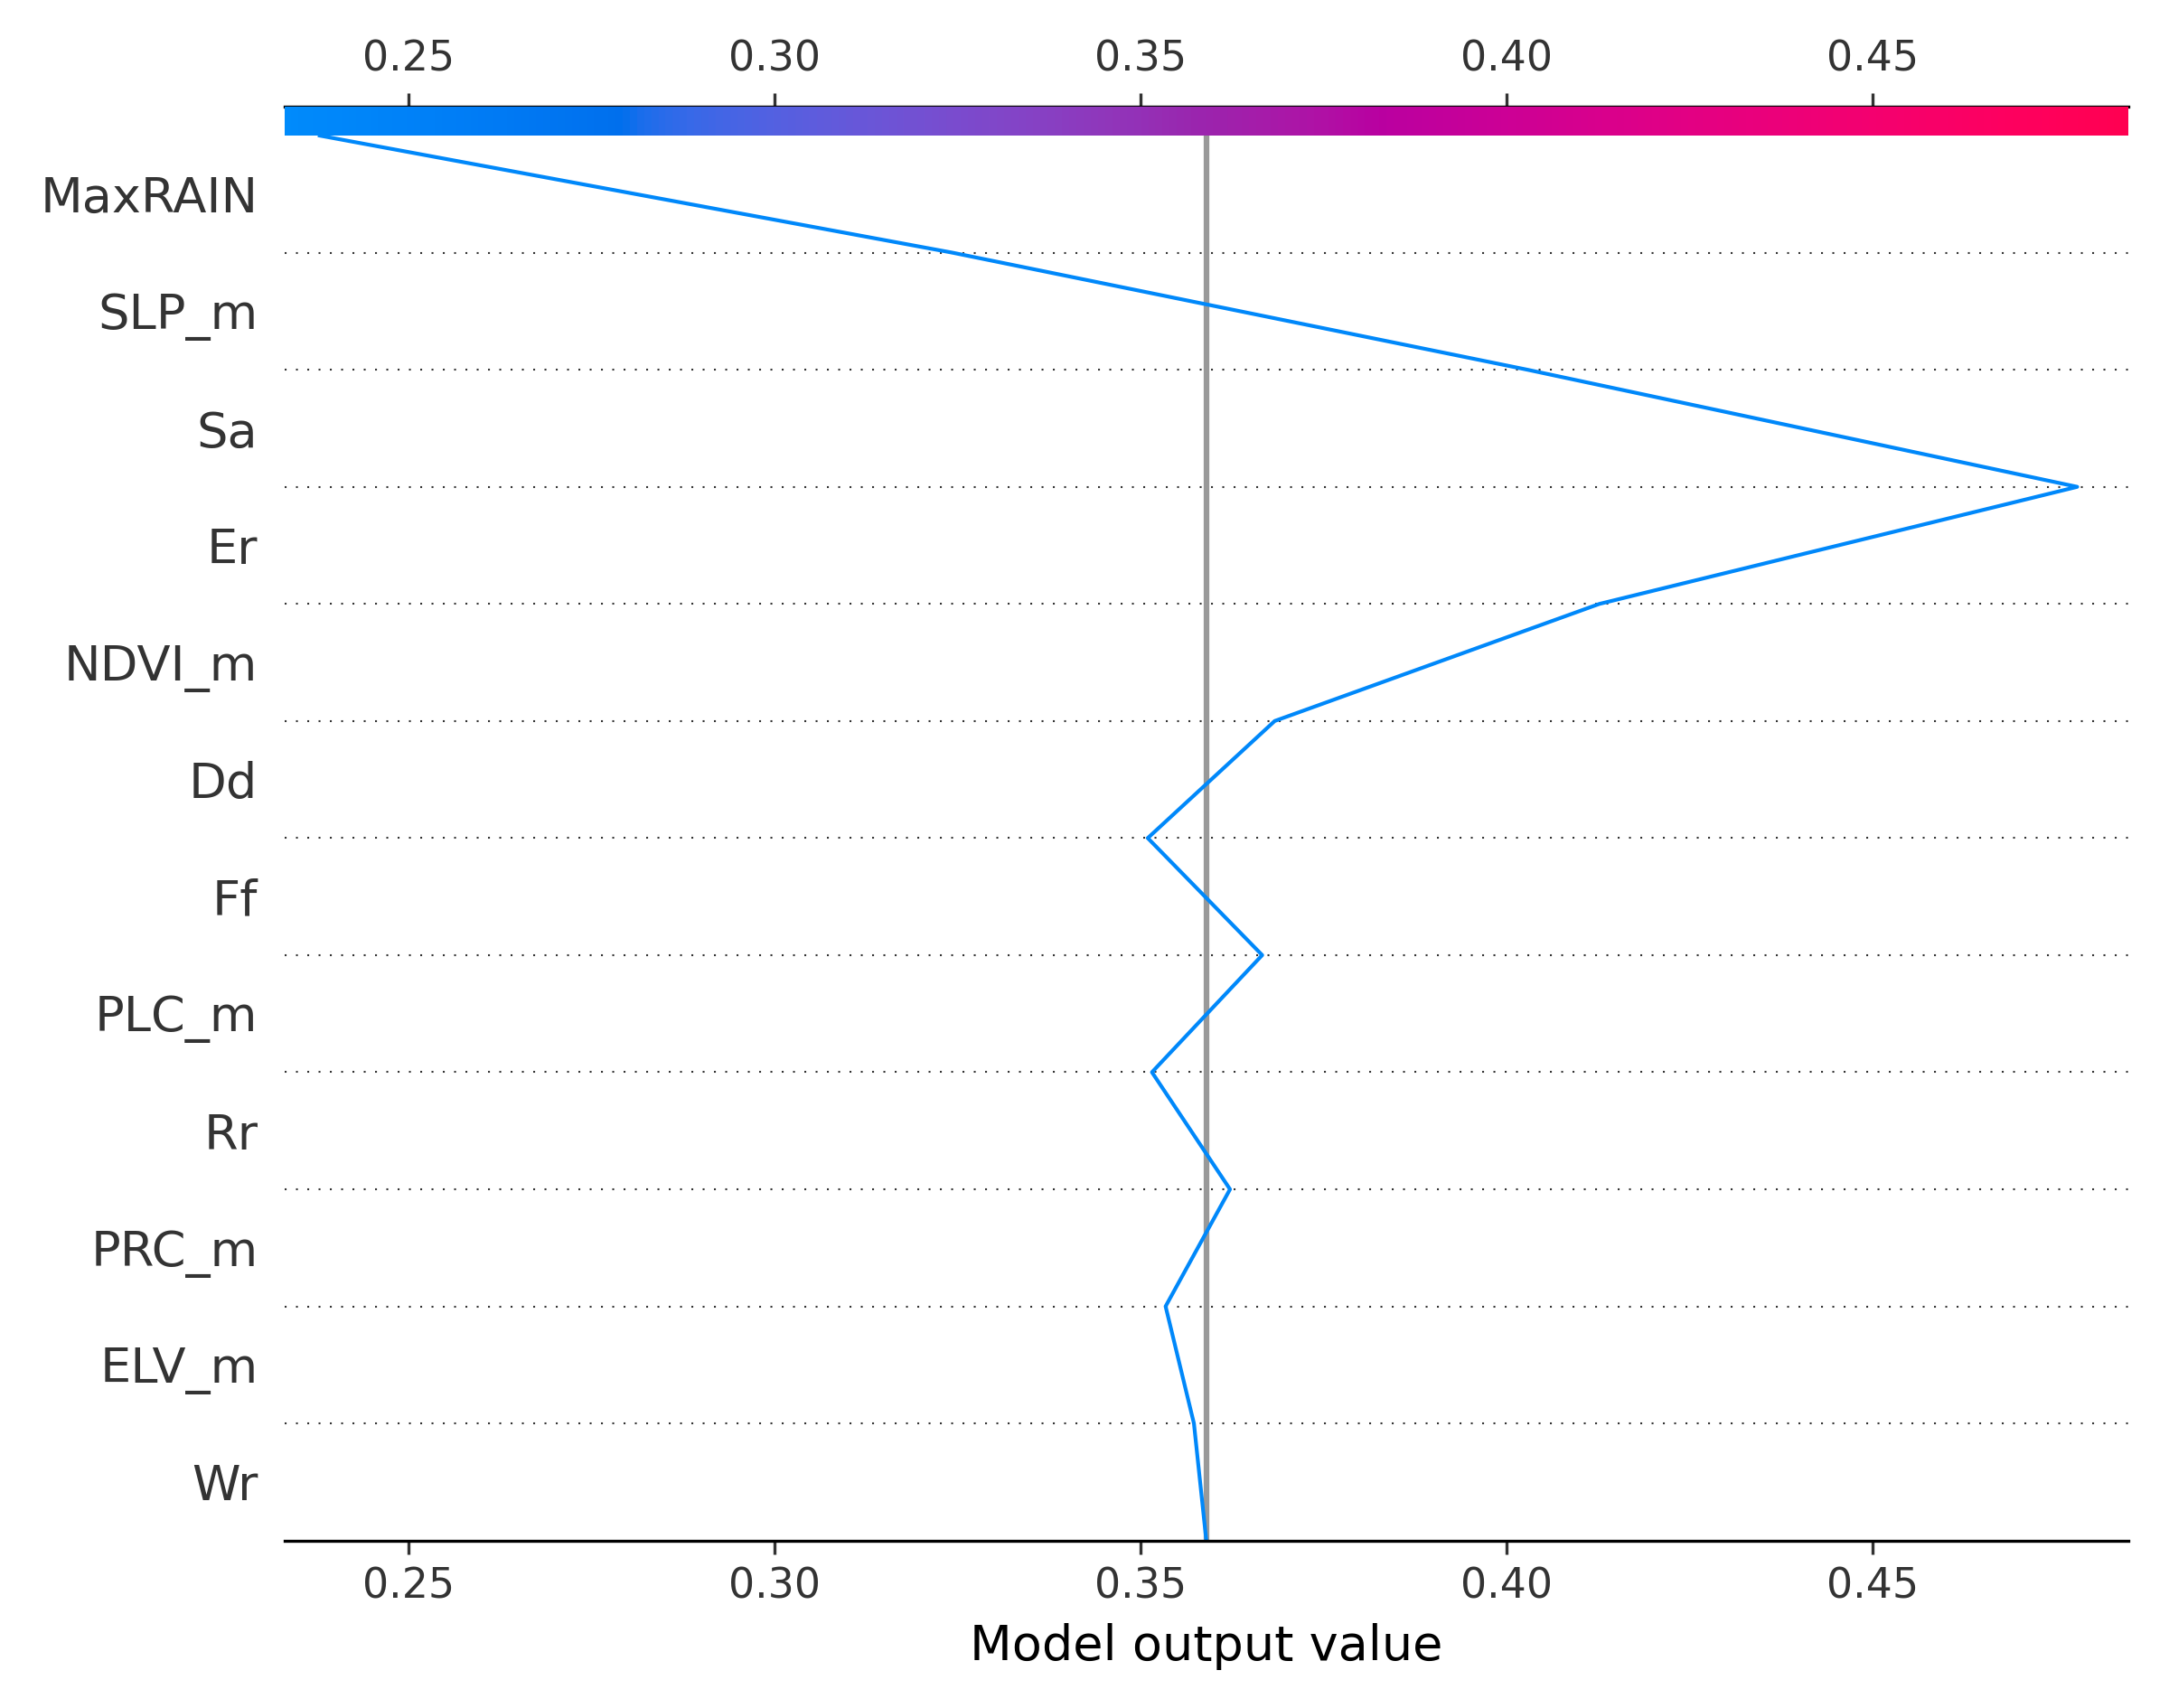 0.25 0.30 0.35 0.40 0.45
MaxRAIN
SLP_m
Sa
Er
NDVI_m
Dd
Ff
PLC_m
Rr
PRC_m
ELV_m
Wr
0.25 0.30 0.35 0.40 0.45
Model output value